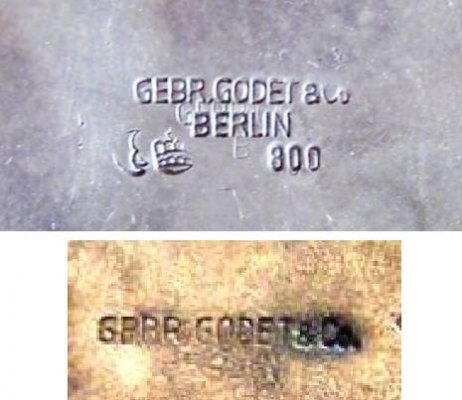 GEBR. GODET & Co
BERLIN
800
GEBR. GODET & Co